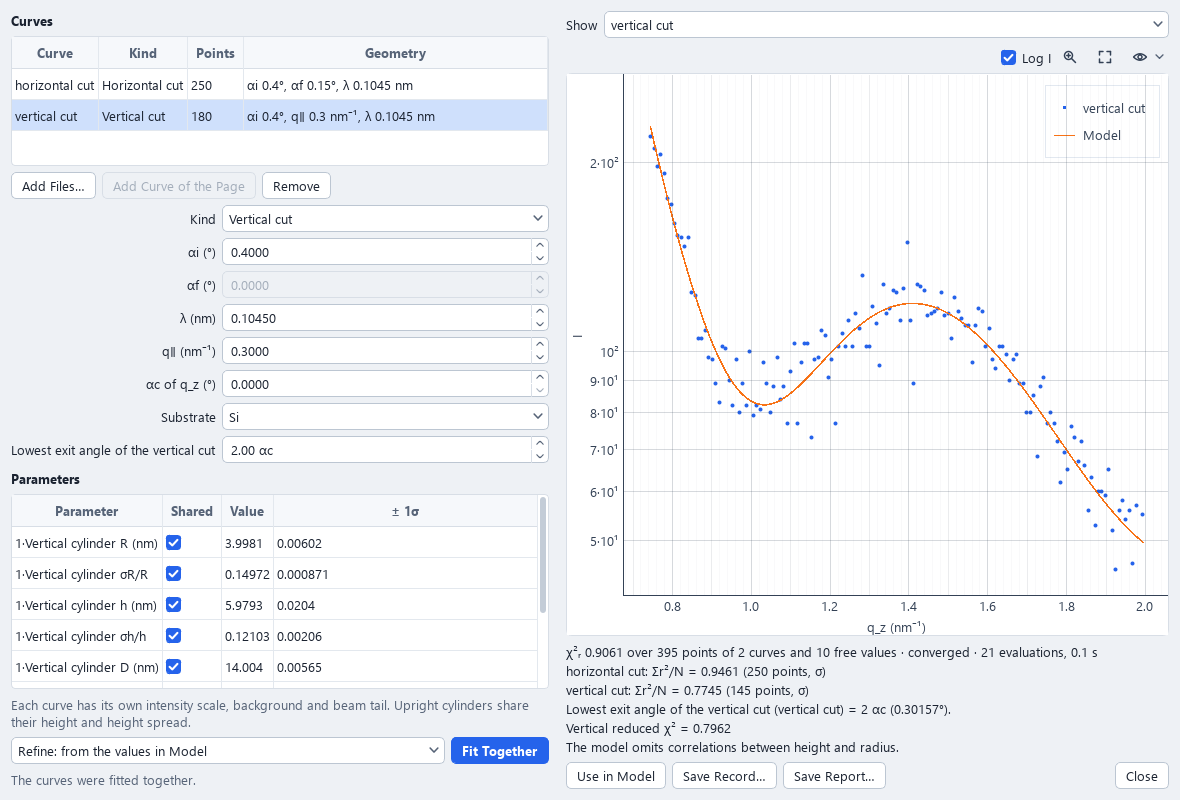 Curves
Curve Kind Points Geometry
horizontal cut Horizontal cut 250 αi 0.4°, αf 0.15°, λ 0.1045 nm
vertical cut Vertical cut 180 αi 0.4°, q∥ 0.3 nm⁻¹, λ 0.1045 nm
Add Files... Add Curve of the Page Remove
Kind Vertical cut
αi (°) 0.4000
αf (°) 0.0000
λ (nm) 0.10450
q∥ (nm⁻¹) 0.3000
αc of q_z (°) 0.0000
Substrate Si
Lowest exit angle of the vertical cut 2.00 αc
Parameters
Parameter Shared Value ± 1σ
1·Vertical cylinder R (nm) 3.9981 0.00602
1·Vertical cylinder σR/R 0.14972 0.000871
1·Vertical cylinder h (nm) 5.9793 0.0204
1·Vertical cylinder σh/h 0.12103 0.00206
1·Vertical cylinder D (nm) 14.004 0.00565
Each curve has its own intensity scale, background and beam tail. Upright cylinders share
their height and height spread.
Refine: from the values in Model Fit Together
The curves were fitted together.
Show vertical cut
Log I
vertical cut
Model
2·10²
10²
9·10¹
8·10¹
7·10¹
6·10¹
5·10¹
I
0.8 1.0 1.2 1.4 1.6 1.8 2.0
q_z (nm⁻¹)
χ²ᵣ 0.9061 over 395 points of 2 curves and 10 free values · converged · 21 evaluations, 0.1 s
horizontal cut: Σr²/N = 0.9461 (250 points, σ)
vertical cut: Σr²/N = 0.7745 (145 points, σ)
Lowest exit angle of the vertical cut (vertical cut) = 2 αc (0.30157°).
Vertical reduced χ² = 0.7962
The model omits correlations between height and radius.
Use in Model Save Record... Save Report... Close